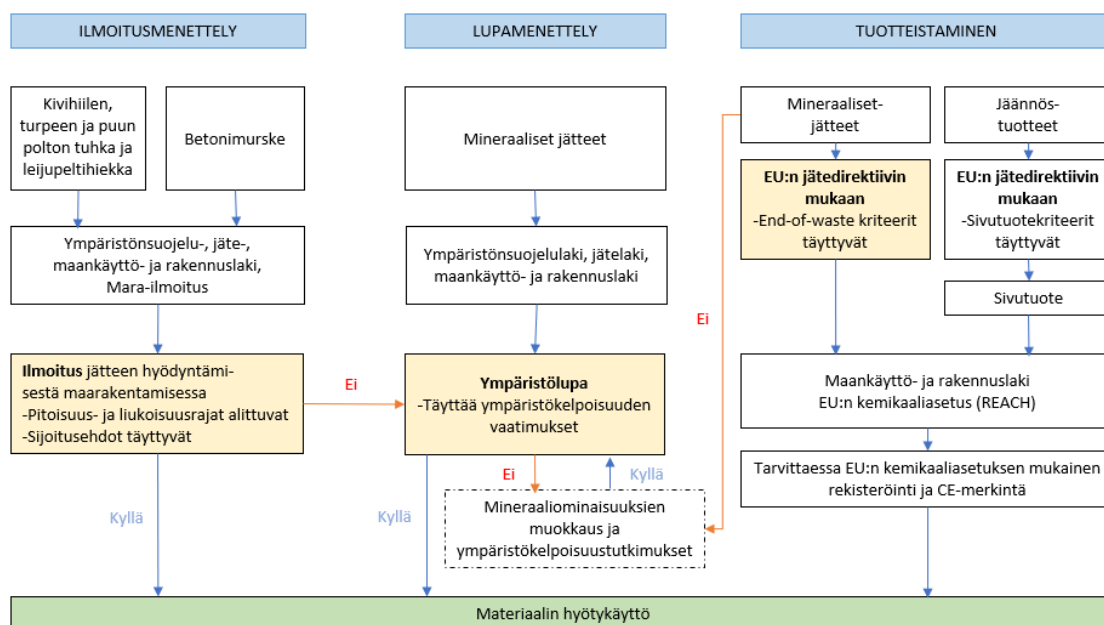 ILMOITUSMENETTELY
LUPAMENETTELY
TUOTTEISTAMINEN
Kivihiilen,
turpeen ja puun
polton tuhka ja
leijupeltihiekka
Betonimurske
Mineraaliset jätteet
Mineraaliset-
jätteet
Jäännös-
tuotteet
EU:n jätedirektiivin
mukaan
-End-of-waste kriteerit
täyttyvät
EU:n jätedirektiivin
mukaan
-Sivutuotekriteerit
täyttyvät
Ympäristönsuojelu-, jäte-,
maankäyttö- ja rakennuslaki,
Mara-ilmoitus
Ympäristönsuojelulaki, jätelaki,
maankäyttö- ja rakennuslaki
Sivutuote
Ei
Ilmoitus jätteen hyödyntämi-
sestä maarakentamisessa
-Pitoisuus- ja liukoisuusrajat alittuvat
-Sijoitusehdot täyttyvät
Ei
Ympäristölupa
-Täyttää ympäristökelpoisuuden
vaatimukset
Maankäyttö- ja rakennuslaki
EU:n kemikaaliasetus (REACH)
Ei
Kyllä
Tarvittaessa EU:n kemikaaliasetuksen mukainen
rekisteröinti ja CE-merkintä
Kyllä
Kyllä
Mineraaliominaisuuksien
muokkaus ja
ympäristökelpoisuustutkimukset
Materiaalin hyötykäyttö